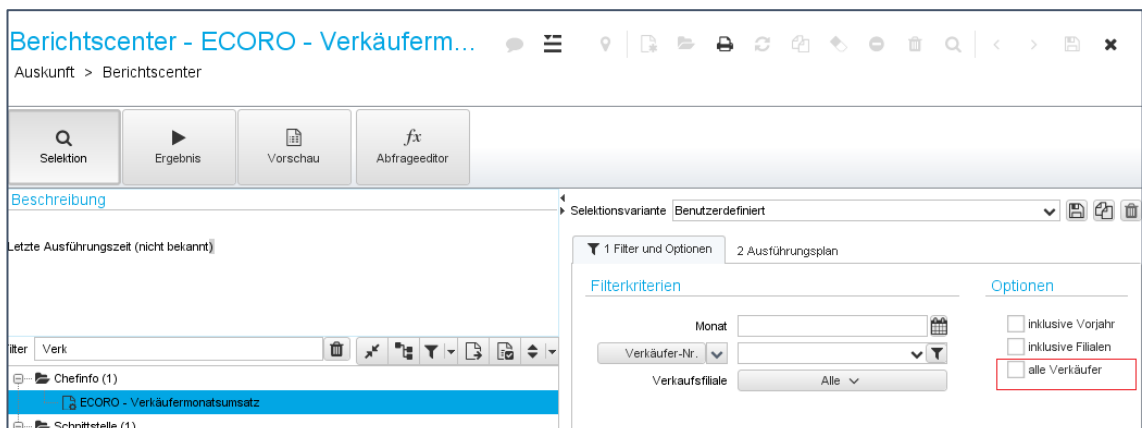 Berichtscenter - ECORO - Verkäuferm...
Auskunft > Berichtscenter
Selektion
Ergebnis
Vorschau
fx
Abfrageeditor
Beschreibung
Letzte Ausführungszeit (nicht bekannt)
Selektionsvariante Benutzerdefiniert
1 Filter und Optionen
2 Ausführungsplan
Filterkriterien
Optionen
Monat
inklusive Vorjahr
Verkäufer-Nr.
inklusive Filialen
Verkaufsfiliale Alle
alle Verkäufer
ilter Verk
Chefinfo (1)
ECORO - Verkäufermonatsumsatz
Schnittstelle (1)